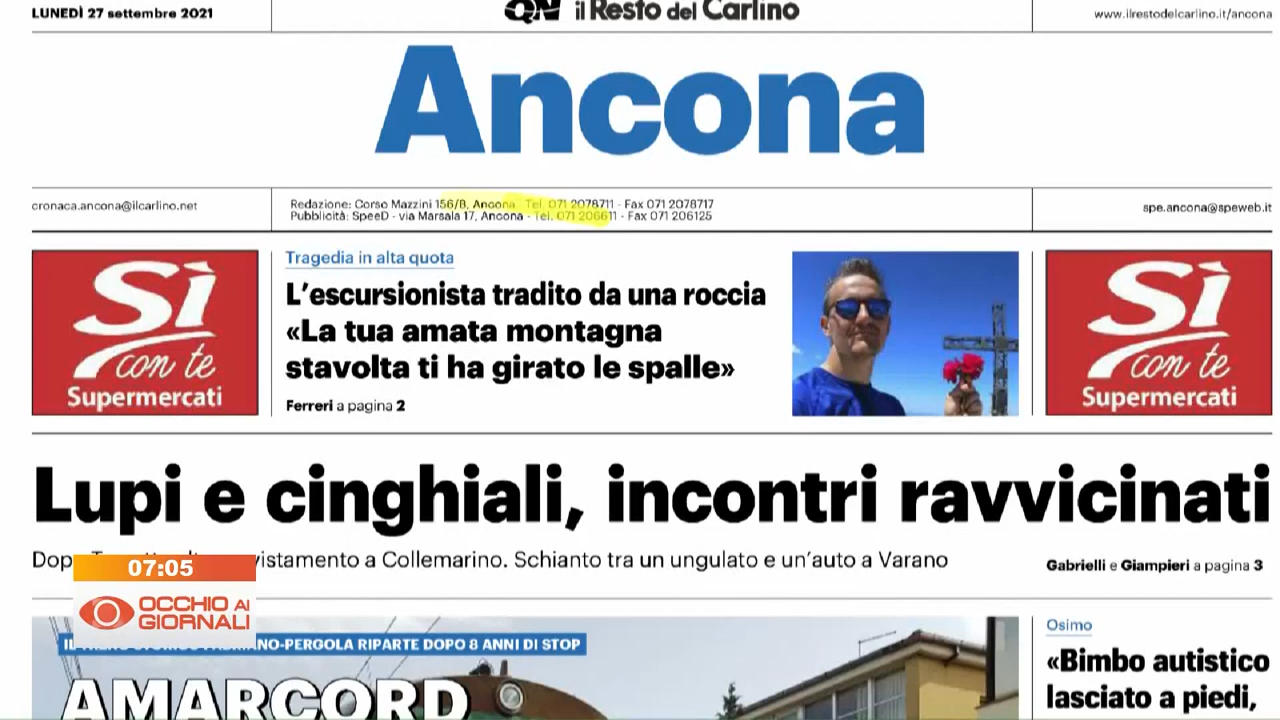 LUNEDÌ 27 settembre 2021
QN il Resto del Carlino
www.ilrestodelcarlino.it/ancona
Ancona
cronaca.ancona@ilcarlino.net
Redazione: Corso Mazzini 156/B, Ancona - Tel. 071 2078711 - Fax 071 2078717
Pubblicità: SpeeD - via Marsala 17, Ancona - Tel. 071 206611 - Fax 071 206125
spe.ancona@speweb.it
Sì
con te
Supermercati
Tragedia in alta quota
L'escursionista tradito da una roccia
«La tua amata montagna
stavolta ti ha girato le spalle»
Ferreri a pagina 2
Sì
con te
Supermercati
Lupi e cinghiali, incontri ravvicinati
a Collemarino. Schianto tra un ungulato e un'auto a Varano
Gabrielli e Giampieri a pagina 3
07:05
OCCHIO AI
GIORNALI
RIPARTE DOPO 8 ANNI DI STOP
AMARCORD
Osimo
«Bimbo autistico
lasciato a piedi,